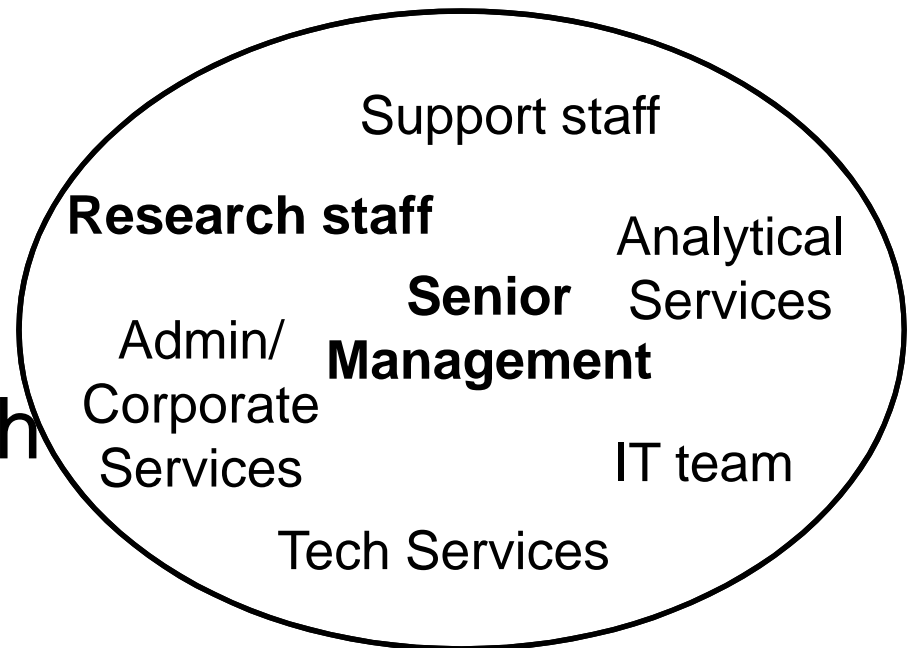 Support staff
Research staff
Analytical
Services
Senior
Management
Admin/
Corporate
Services
h
IT team
Tech Services